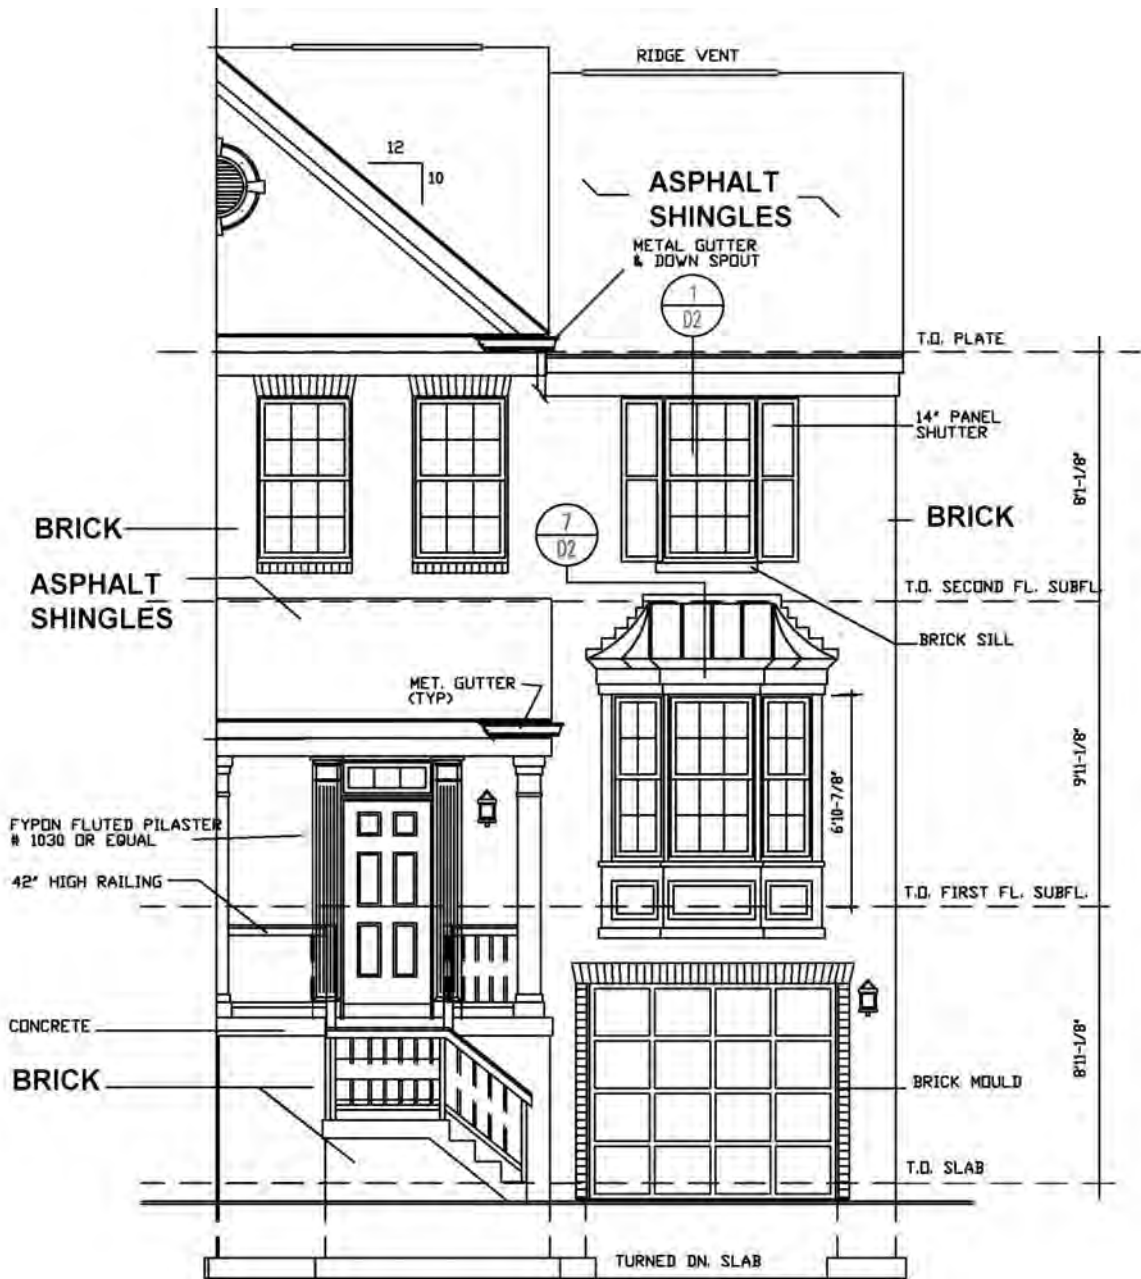 RIDGE VENT
12
10
ASPHALT
SHINGLES
METAL GUTTER
& DOWN SPOUT
1
D2
T.O. PLATE
14" PANEL
SHUTTER
8'1-1/8"
BRICK
7
D2
BRICK
ASPHALT
SHINGLES
T.O. SECOND FL. SUBFL.
BRICK SILL
MET. GUTTER
(TYP)
9'11-1/8"
6'10-7/8"
FYPON FLUTED PILASTER
# 1030 OR EQUAL
42" HIGH RAILING
T.O. FIRST FL. SUBFL.
CONCRETE
BRICK
8'11-1/8"
BRICK MOULD
T.O. SLAB
TURNED DN. SLAB